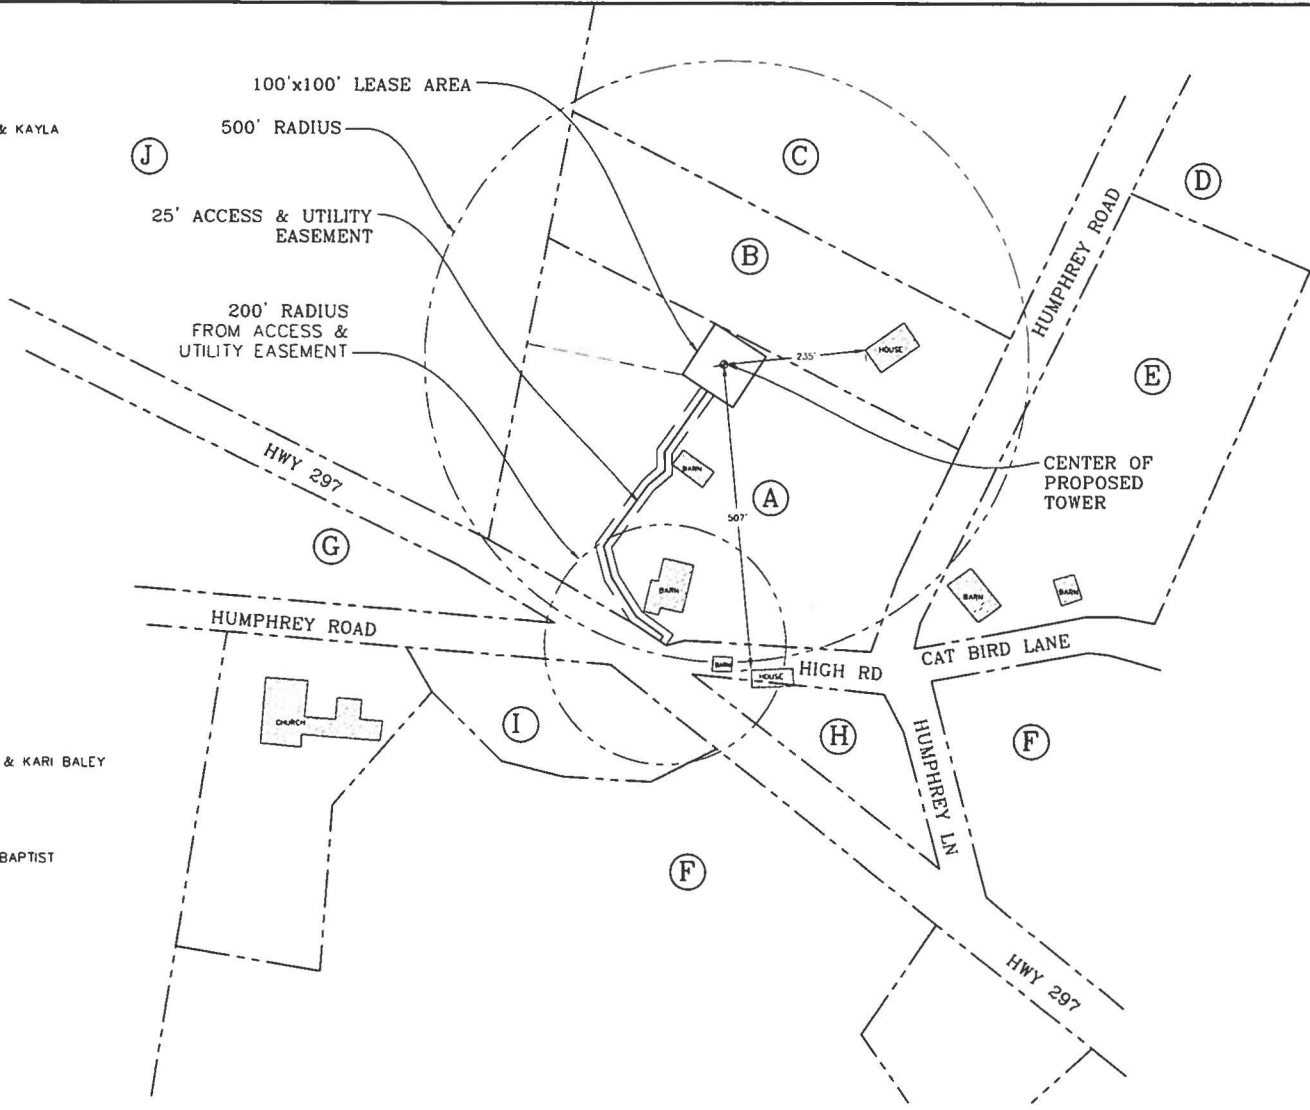 100'x100' LEASE AREA
& KAYLA
500' RADIUS
J
C
D
25' ACCESS & UTILITY
EASEMENT
B
HUMPHREY ROAD
200' RADIUS
FROM ACCESS &
UTILITY EASEMENT
HOUSE
235'
E
HWY 297
CENTER OF
PROPOSED
TOWER
BARN
A
507'
G
BARN
BARN
BARN
HUMPHREY ROAD
HIGH RD
CAT BIRD LANE
BARN
HOUSE
CHURCH
I
H
F
HUMPHREY LN
& KARI BALEY
BAPTIST
F
HWY 297